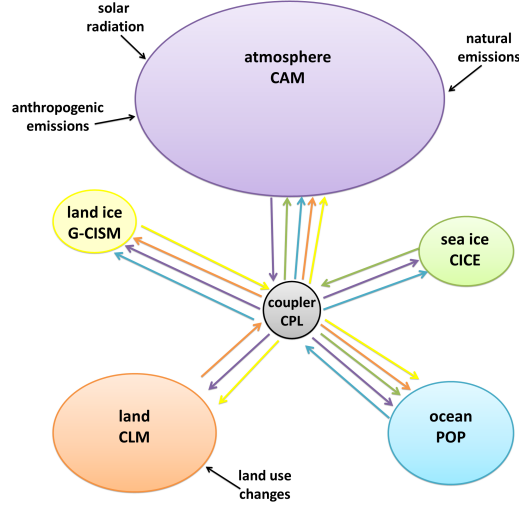 solar
radiation
natural
emissions
atmosphere
CAM
anthropogenic
emissions
land ice
G-CISM
sea ice
CICE
coupler
CPL
land
CLM
ocean
POP
land use
changes